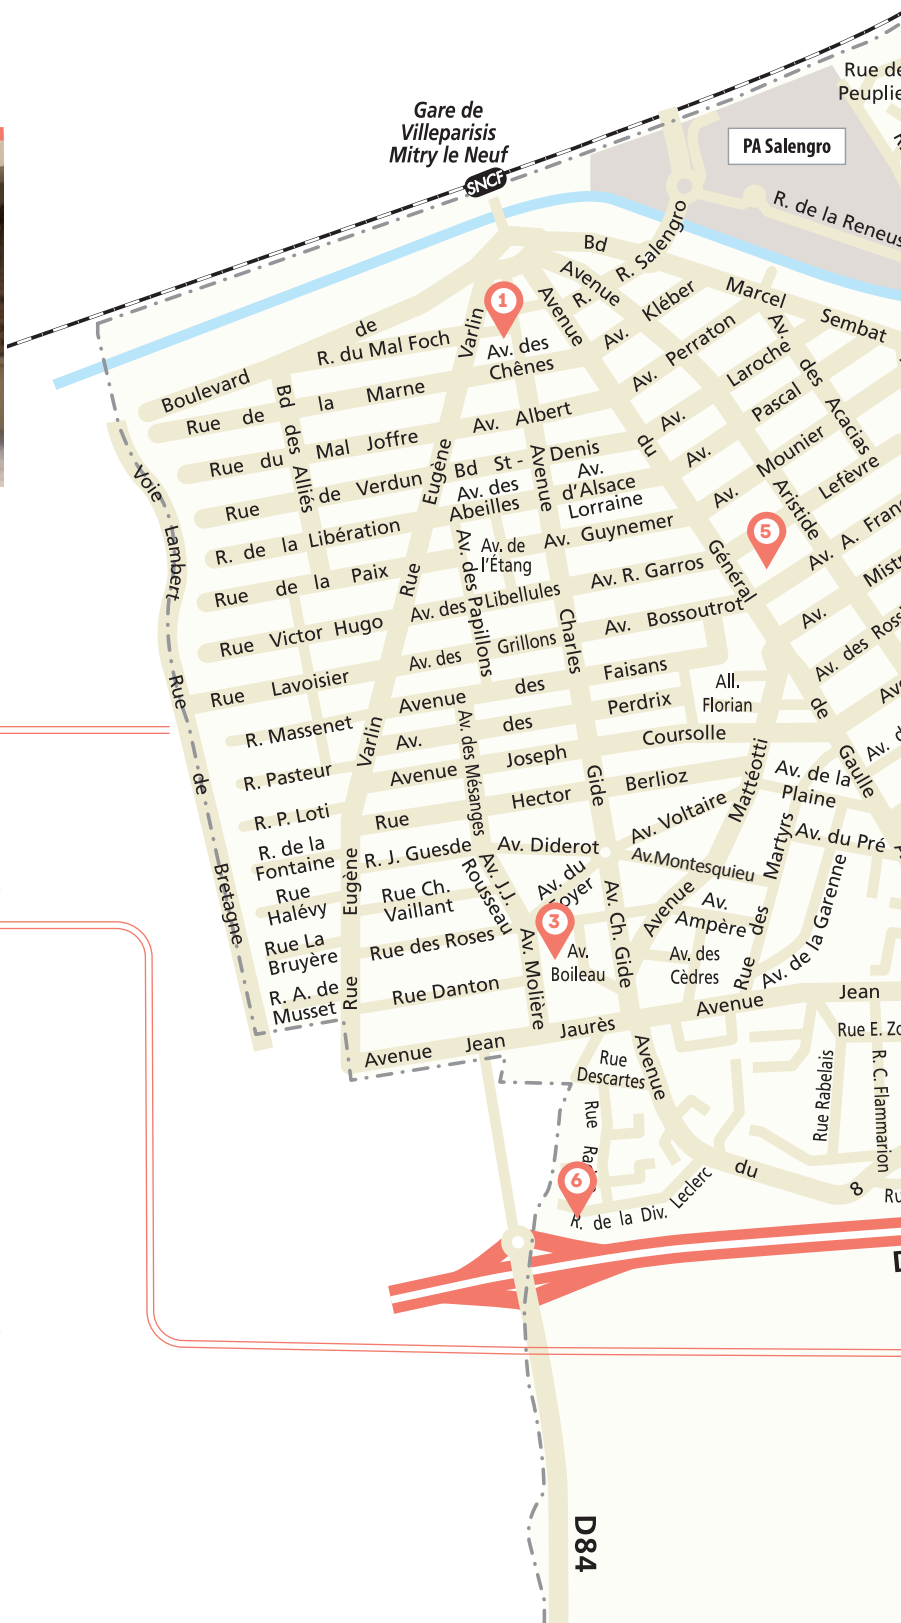 Rue de
Peuplie
Gare de
Villeparisis
Mitry le Neuf
SNCF
PA Salengro
R. de la Reneus
Bd
Marcel
Sembat
R.
R. Salengro
Avenue
Avenue
du
Général
de
Gaulle
1
Av. des
Chênes
Boulevard
de
R. du Mal Foch
Varlin
Rue de la Marne
Bd
des
Alliés
Rue du Mal Joffre
Av. Albert
Rue de Verdun
Eugène
Bd St - Denis
Avenue
Av. des
Abeilles
Av.
d'Alsace
Lorraine
R. de la Libération
Av. de
l'Étang
Av. Guynemer
Rue de la Paix
Rue
Av. des Papillons
Av. des Libellules
Av. R. Garros
Rue Victor Hugo
Av. des Grillons
Charles
Av. Bossoutrot
Rue Lavoisier
Avenue des Faisans
R. Massenet
Av. des Perdrix
All.
Florian
Varlin
Av. des Mésanges
R. Pasteur
Avenue Joseph Coursolle
Gide
R. P. Loti
Rue Hector Berlioz
Av. Kléber
Av. Perraton
Av. Laroche
Av. Pascal
Av. Mounier
Lefèvre
Av.
des
Acacias
Aristide
5
Av. A. Fran
Av. Mistr
Av. des Ross
Av
Av. d
Voie
Lambert
Rue
de
Bretagne
Mattéotti
Av. de la
Plaine
Av. du Pré
R. de la
Fontaine
Eugène
R. J. Guesde
Av. Diderot
Av. Voltaire
Av.Montesquieu
Martyrs
Rue
Halévy
Rue Ch.
Vaillant
Av. J.J.
Rousseau
Av. du
3
Av. Ch. Gide
Avenue
Av.
Ampère
des
Rue
Av. de la Garenne
Rue La
Bruyère
Rue des Roses
Av. Molière
Av.
Boileau
Av. des
Cèdres
R. A. de
Musset
Rue
Rue Danton
Avenue Jean Jaurès
Avenue Jean
Rue E. Zo
Rue
Descartes
Avenue
du
8
Rue Rabelais
R. C. Flammarion
Rue
6
R. de la Div. Leclerc
Ru
D
D84